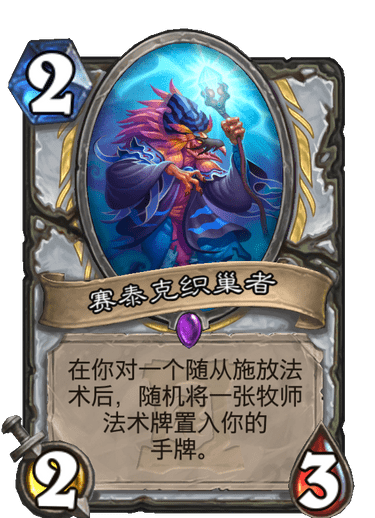 2
赛泰克织巢者
在你对一个随从施放法
术后，随机将一张牧师
法术牌置入你的
手牌。
2
3